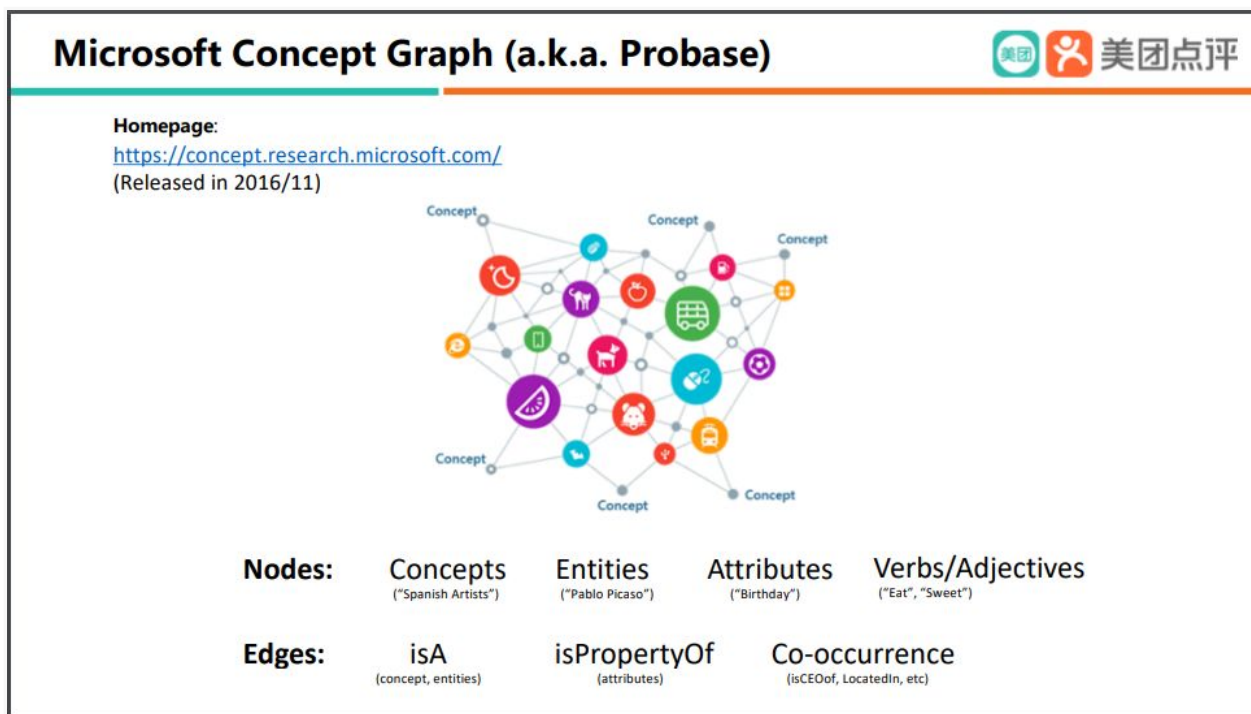 Microsoft Concept Graph (a.k.a. Probase)
美团
美团点评
Homepage:
https://concept.research.microsoft.com/
(Released in 2016/11)
Concept
Concept
Concept
Concept
Concept
Concept
Nodes: Concepts Entities Attributes Verbs/Adjectives
("Spanish Artists") ("Pablo Picaso") ("Birthday") ("Eat", "Sweet")
Edges: isA isPropertyOf Co-occurrence
(concept, entities) (attributes) (isCEOof, LocatedIn, etc)